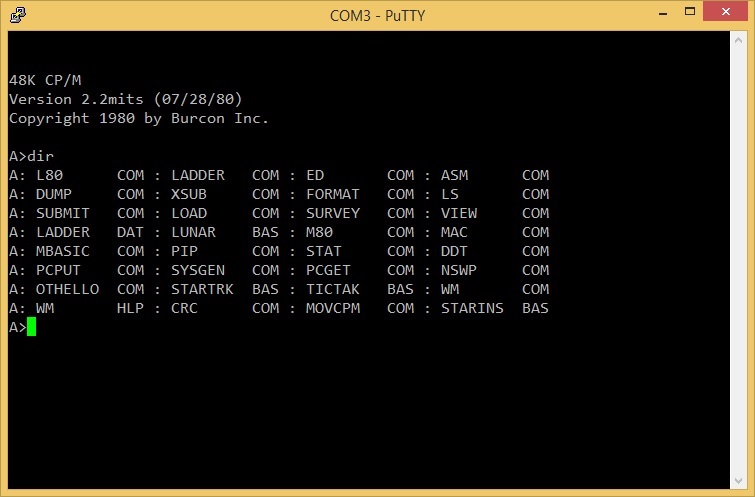 COM3 - PuTTY
48K CP/M
Version 2.2mits (07/28/80)
Copyright 1980 by Burcon Inc.
A>dir
A: L80      COM : LADDER   COM : ED       COM : ASM      COM
A: DUMP     COM : XSUB     COM : FORMAT   COM : LS       COM
A: SUBMIT   COM : LOAD     COM : SURVEY   COM : VIEW     COM
A: LADDER   DAT : LUNAR    BAS : M80      COM : MAC      COM
A: MBASIC   COM : PIP      COM : STAT     COM : DDT      COM
A: PCPUT    COM : SYSGEN   COM : PCGET    COM : NSWP     COM
A: OTHELLO  COM : STARTRK  BAS : TICTAK   BAS : WM       COM
A: WM       HLP : CRC      COM : MOVCPM   COM : STARINS  BAS
A>